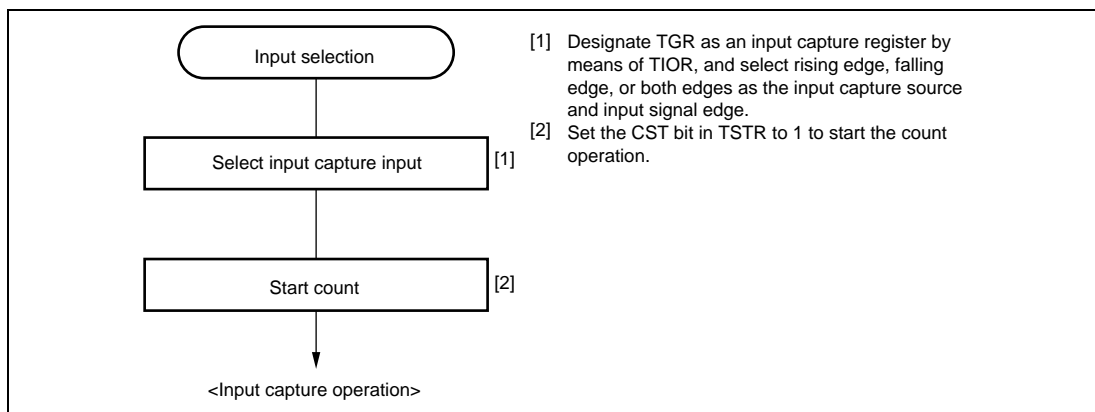 Input selection
Select input capture input
[1]
Start count
[2]
<Input capture operation>
[1] Designate TGR as an input capture register by
means of TIOR, and select rising edge, falling
edge, or both edges as the input capture source
and input signal edge.
[2] Set the CST bit in TSTR to 1 to start the count
operation.